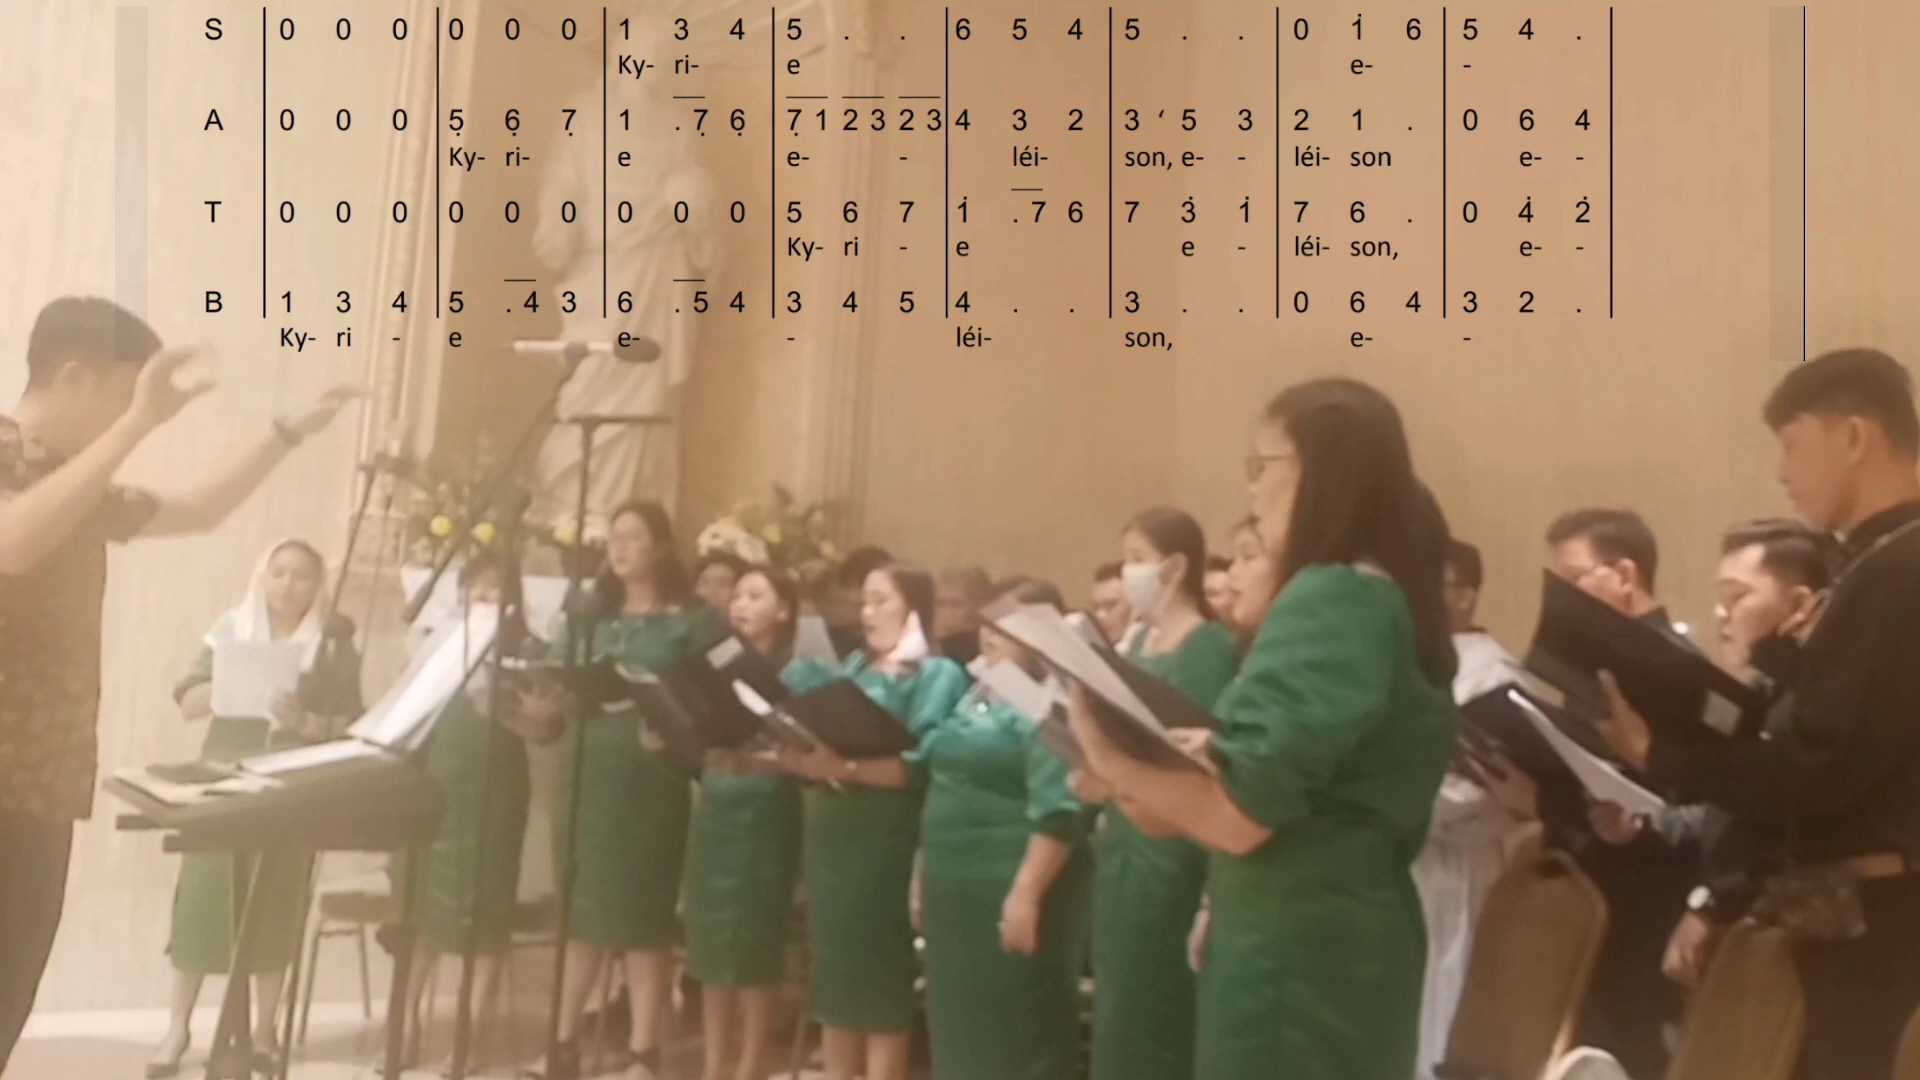 S | 0 0 0 | 0 0 0 | 1 3 4 | 5 . . | 6 5 4 | 5 . . | 0 1̇ 6 | 5 4 . |
Ky- ri- e e- -
A | 0 0 0 | 5̣ 6̣ 7̣ | 1 . 7̣ 6̣ | 7̣ 1 2 3 2 3 | 4 3 2 | 3 ‘ 5 3 | 2 1 . | 0 6 4 |
Ky- ri- e e- - léi- son, e- - léi- son e- -
T | 0 0 0 | 0 0 0 | 0 0 0 | 5 6 7 | 1̇ . 7 6 | 7 3̇ 1̇ | 7 6 . | 0 4̇ 2̇ |
Ky- ri - e e - léi- son, e- -
B | 1 3 4 | 5 . 4 3 | 6 . 5 4 | 3 4 5 | 4 . . | 3 . . | 0 6 4 | 3 2 . |
Ky- ri - e e- - léi- son, e- -